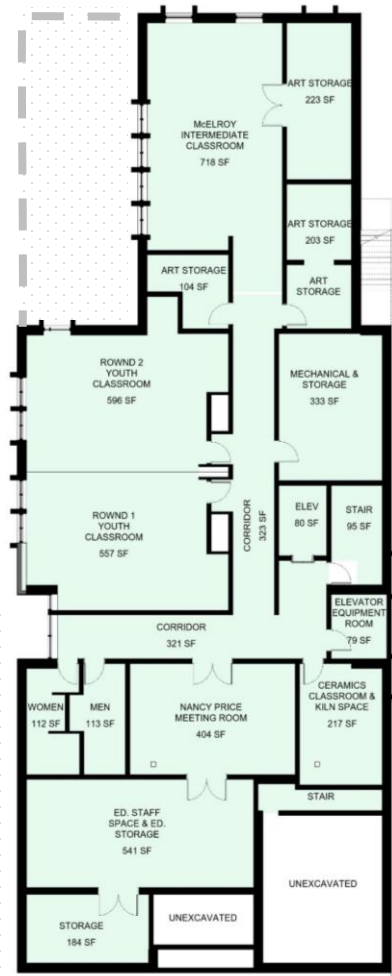 McELROY
INTERMEDIATE
CLASSROOM
718 SF
ART STORAGE
223 SF
ART STORAGE
203 SF
ART STORAGE
104 SF
ART
STORAGE
ROWND 2
YOUTH
CLASSROOM
596 SF
MECHANICAL &
STORAGE
333 SF
ROWND 1
YOUTH
CLASSROOM
557 SF
CORRIDOR
323 SF
ELEV
80 SF
STAIR
95 SF
ELEVATOR
EQUIPMENT
ROOM
79 SF
CORRIDOR
321 SF
WOMEN
112 SF
MEN
113 SF
NANCY PRICE
MEETING ROOM
404 SF
CERAMICS
CLASSROOM &
KILN SPACE
217 SF
STAIR
ED. STAFF
SPACE & ED.
STORAGE
541 SF
UNEXCAVATED
STORAGE
184 SF
UNEXCAVATED